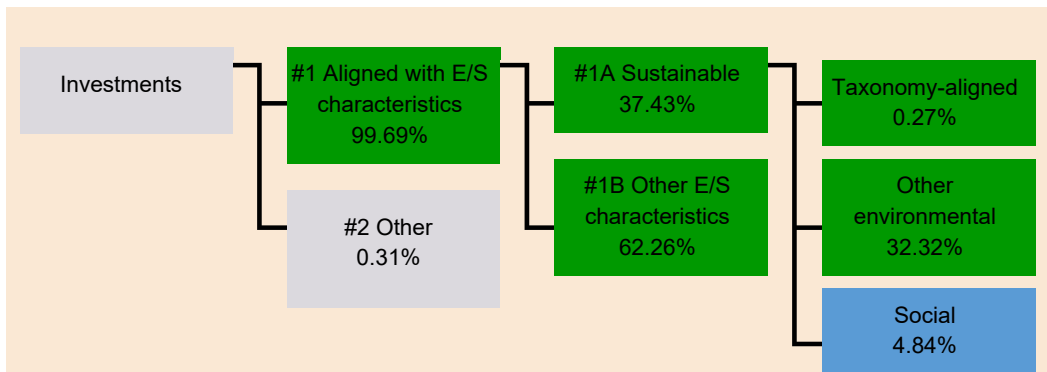 Investments
#1 Aligned with E/S
characteristics
99.69%
#2 Other
0.31%
#1A Sustainable
37.43%
#1B Other E/S
characteristics
62.26%
Taxonomy-aligned
0.27%
Other
environmental
32.32%
Social
4.84%